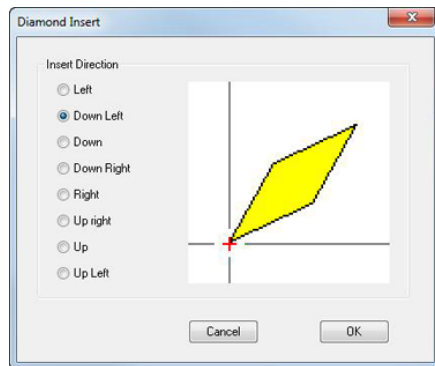 Diamond Insert
Insert Direction
Left
Down Left
Down
Down Right
Right
Up right
Up
Up Left
Cancel
OK